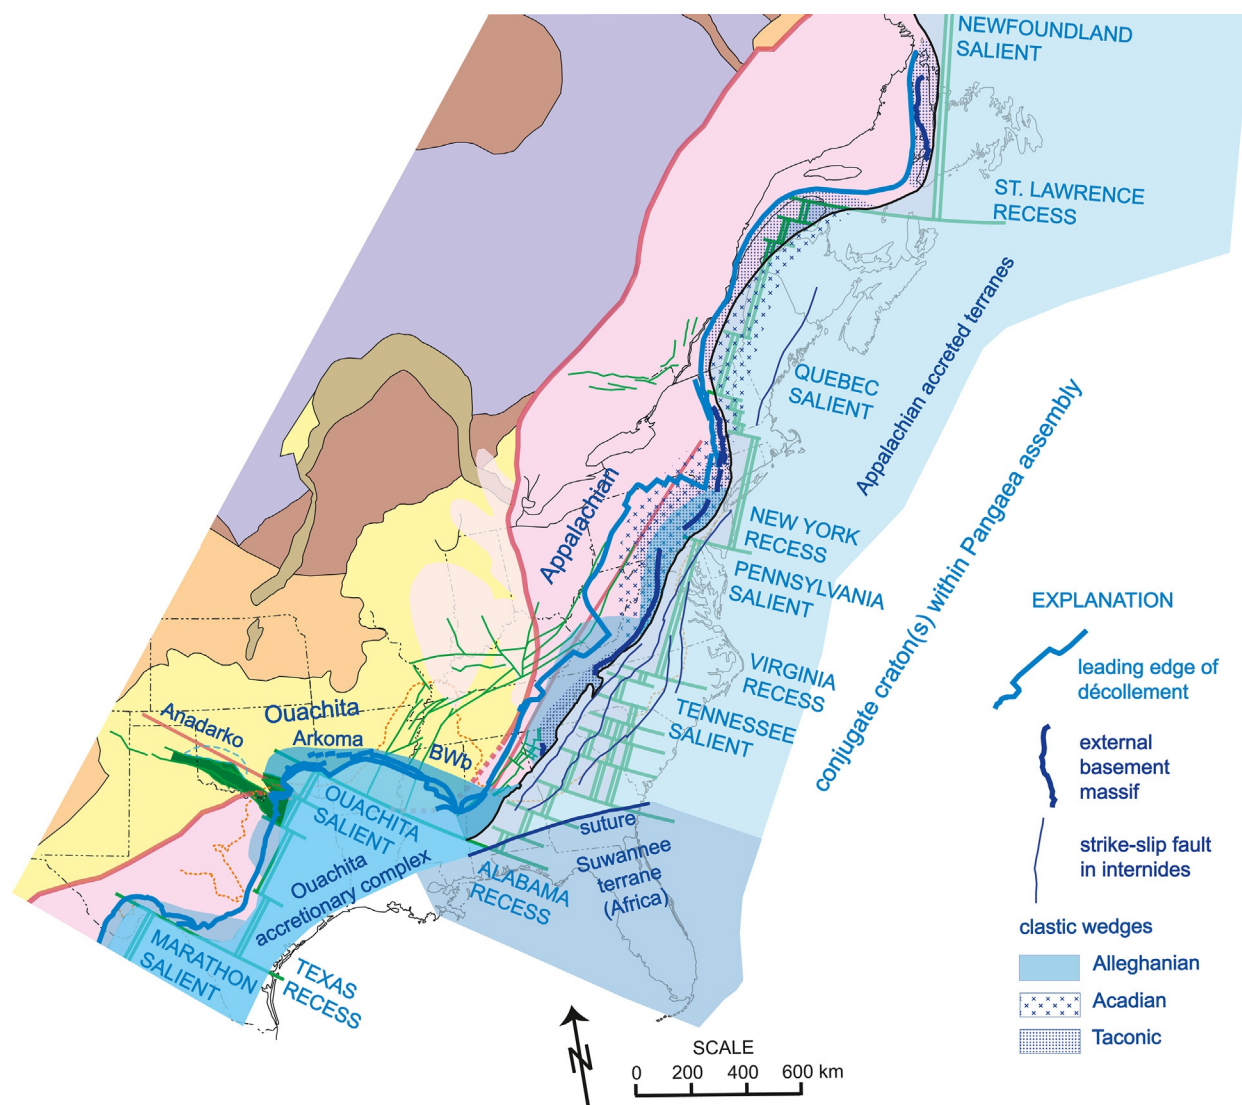 NEWFOUNDLAND
SALIENT
ST. LAWRENCE
RECESS
Appalachian accreted terranes
QUEBEC
SALIENT
conjugate craton(s) within Pangaea assembly
Appalachian
NEW YORK
RECESS
PENNSYLVANIA
SALIENT
VIRGINIA
RECESS
TENNESSEE
SALIENT
Anadarko
Ouachita
Arkoma
BWb
OUACHITA
SALIENT
suture
Suwannee
terrane
(Africa)
Ouachita
accretionary complex
ALABAMA
RECESS
MARATHON
SALIENT
TEXAS
RECESS
EXPLANATION
leading edge of
décollement
external
basement
massif
strike-slip fault
in internides
clastic wedges
Alleghanian
Acadian
Taconic
N
SCALE
0 200 400 600 km